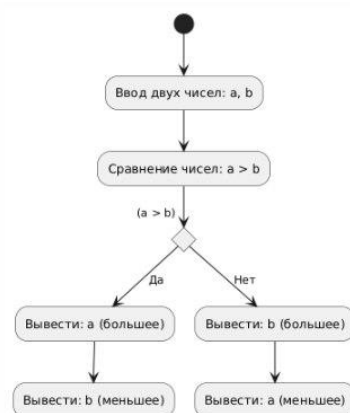 Ввод двух чисел: a, b
Сравнение чисел: a > b
(a > b)
Да
Нет
Вывести: a (большее)
Вывести: b (большее)
Вывести: b (меньшее)
Вывести: a (меньшее)